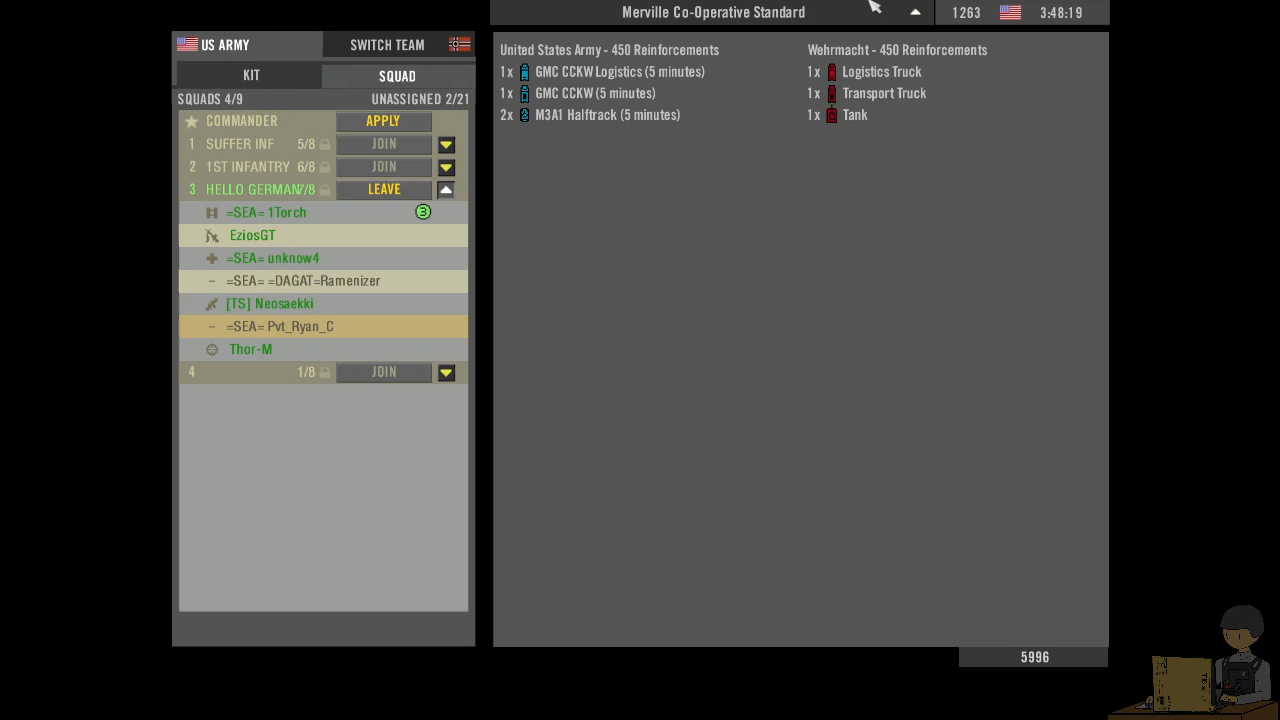 Merville Co-Operative Standard
1263
3:48:19
US ARMY
SWITCH TEAM
KIT
SQUAD
SQUADS 4/9
UNASSIGNED 2/21
COMMANDER
APPLY
1 SUFFER INF 5/8 JOIN
2 1ST INFANTRY 6/8 JOIN
3 HELLO GERMAN 7/8 LEAVE
=SEA= 1Torch 3
EziosGT
=SEA= unknow4
- =SEA= =DAGAT=Ramenizer
[TS] Neosaekki
- =SEA= Pvt_Ryan_C
Thor-M
4 1/8 JOIN
United States Army - 450 Reinforcements
1x GMC CCKW Logistics (5 minutes)
1x GMC CCKW (5 minutes)
2x M3A1 Halftrack (5 minutes)
Wehrmacht - 450 Reinforcements
1x Logistics Truck
1x Transport Truck
1x Tank
5996